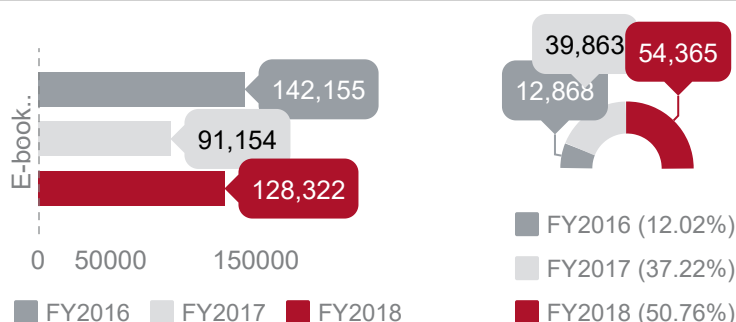 E-book..
142,155
91,154
128,322
0 50000 150000
FY2016 FY2017 FY2018
39,863
54,365
12,868
FY2016 (12.02%)
FY2017 (37.22%)
FY2018 (50.76%)